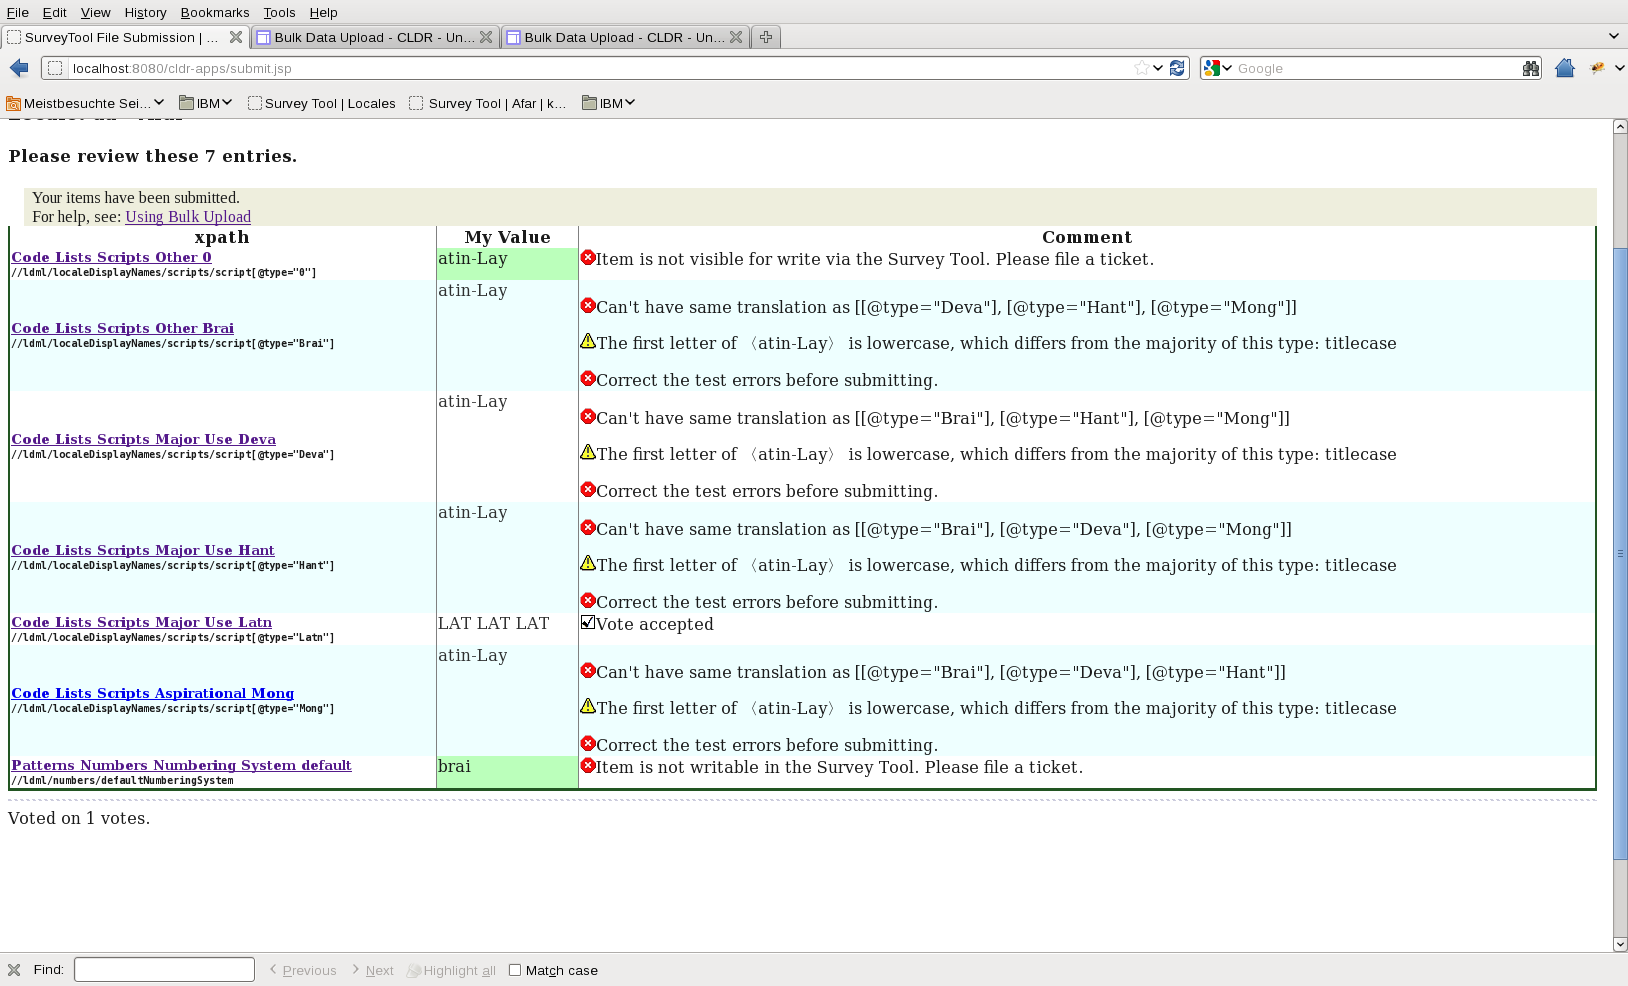 File Edit View History Bookmarks Tools Help
SurveyTool File Submission | ... Bulk Data Upload - CLDR - Un... Bulk Data Upload - CLDR - Un...
localhost:8080/cldr-apps/submit.jsp Google
Meistbesuchte Sei... IBM Survey Tool | Locales Survey Tool | Afar | k... IBM
Please review these 7 entries.
Your items have been submitted.
For help, see: Using Bulk Upload
xpath My Value Comment
Code Lists Scripts Other 0 atin-Lay Item is not visible for write via the Survey Tool. Please file a ticket.
//ldml/localeDisplayNames/scripts/script[@type="0"]
atin-Lay
Can't have same translation as [[@type="Deva"], [@type="Hant"], [@type="Mong"]]
Code Lists Scripts Other Brai
//ldml/localeDisplayNames/scripts/script[@type="Brai"]
The first letter of 〈atin-Lay〉 is lowercase, which differs from the majority of this type: titlecase
Correct the test errors before submitting.
atin-Lay
Can't have same translation as [[@type="Brai"], [@type="Hant"], [@type="Mong"]]
Code Lists Scripts Major Use Deva
//ldml/localeDisplayNames/scripts/script[@type="Deva"]
The first letter of 〈atin-Lay〉 is lowercase, which differs from the majority of this type: titlecase
Correct the test errors before submitting.
atin-Lay
Can't have same translation as [[@type="Brai"], [@type="Deva"], [@type="Mong"]]
Code Lists Scripts Major Use Hant
//ldml/localeDisplayNames/scripts/script[@type="Hant"]
The first letter of 〈atin-Lay〉 is lowercase, which differs from the majority of this type: titlecase
Correct the test errors before submitting.
Code Lists Scripts Major Use Latn LAT LAT LAT Vote accepted
//ldml/localeDisplayNames/scripts/script[@type="Latn"]
atin-Lay
Can't have same translation as [[@type="Brai"], [@type="Deva"], [@type="Hant"]]
Code Lists Scripts Aspirational Mong
//ldml/localeDisplayNames/scripts/script[@type="Mong"]
The first letter of 〈atin-Lay〉 is lowercase, which differs from the majority of this type: titlecase
Correct the test errors before submitting.
Patterns Numbers Numbering System default brai Item is not writable in the Survey Tool. Please file a ticket.
//ldml/numbers/defaultNumberingSystem
Voted on 1 votes.
Find: Previous Next Highlight all Match case